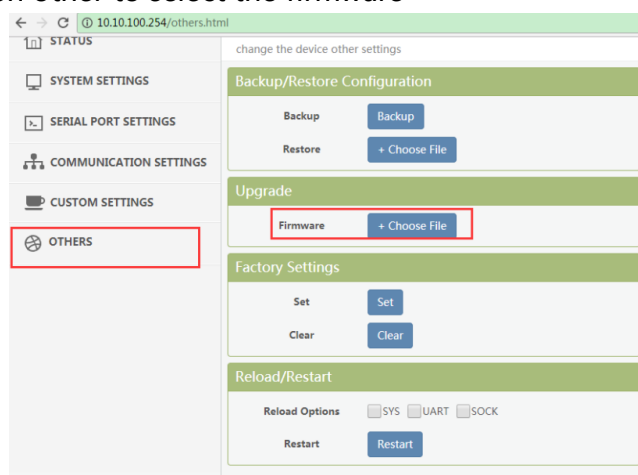 other to select the firmware
10.10.100.254/others.html
STATUS
change the device other settings
SYSTEM SETTINGS
Backup/Restore Configuration
SERIAL PORT SETTINGS
Backup
Backup
Restore
+ Choose File
COMMUNICATION SETTINGS
CUSTOM SETTINGS
Upgrade
Firmware
+ Choose File
OTHERS
Factory Settings
Set
Set
Clear
Clear
Reload/Restart
Reload Options
SYS
UART
SOCK
Restart
Restart